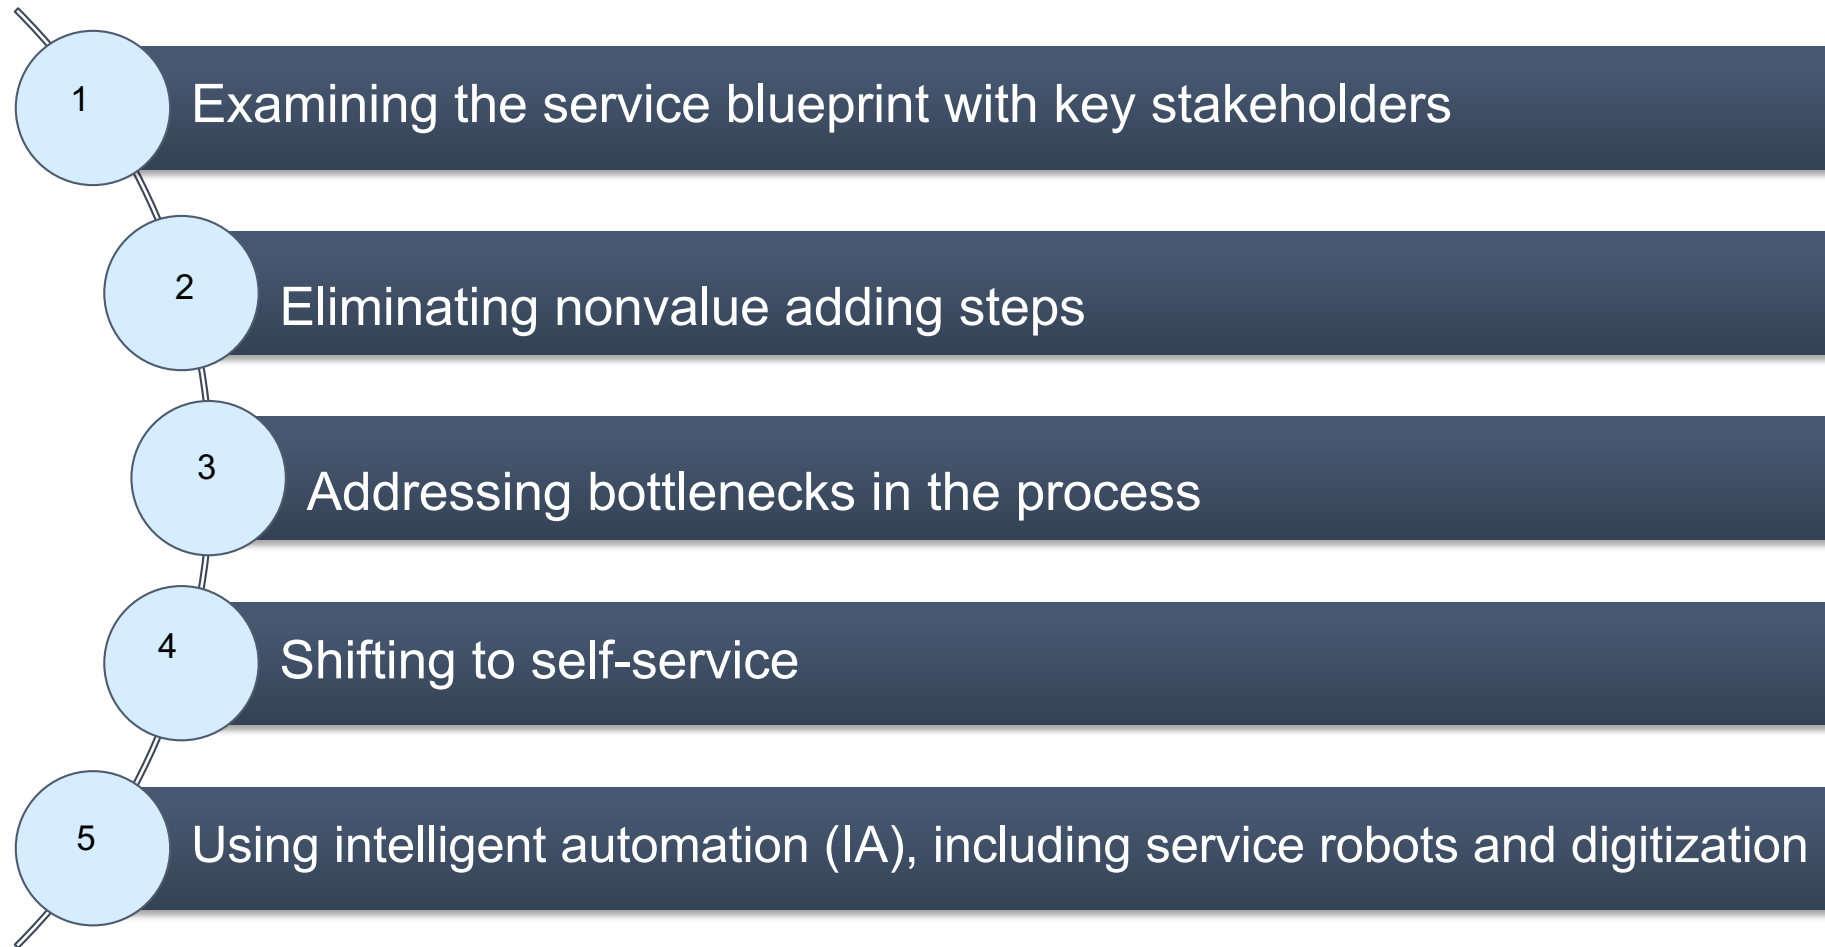 1
Examining the service blueprint with key stakeholders
2
Eliminating nonvalue adding steps
3
Addressing bottlenecks in the process
4
Shifting to self-service
5
Using intelligent automation (IA), including service robots and digitization